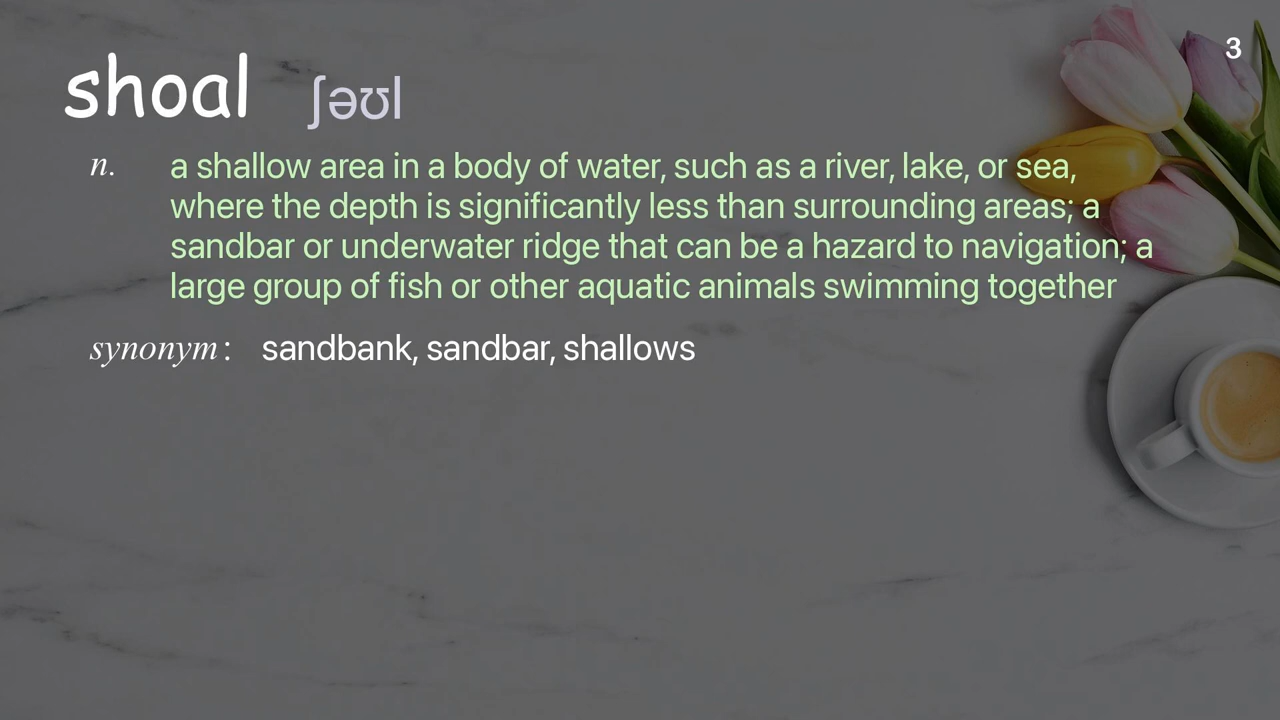 3
shoal ʃəʊl
n. a shallow area in a body of water, such as a river, lake, or sea,
where the depth is significantly less than surrounding areas; a
sandbar or underwater ridge that can be a hazard to navigation; a
large group of fish or other aquatic animals swimming together
synonym: sandbank, sandbar, shallows